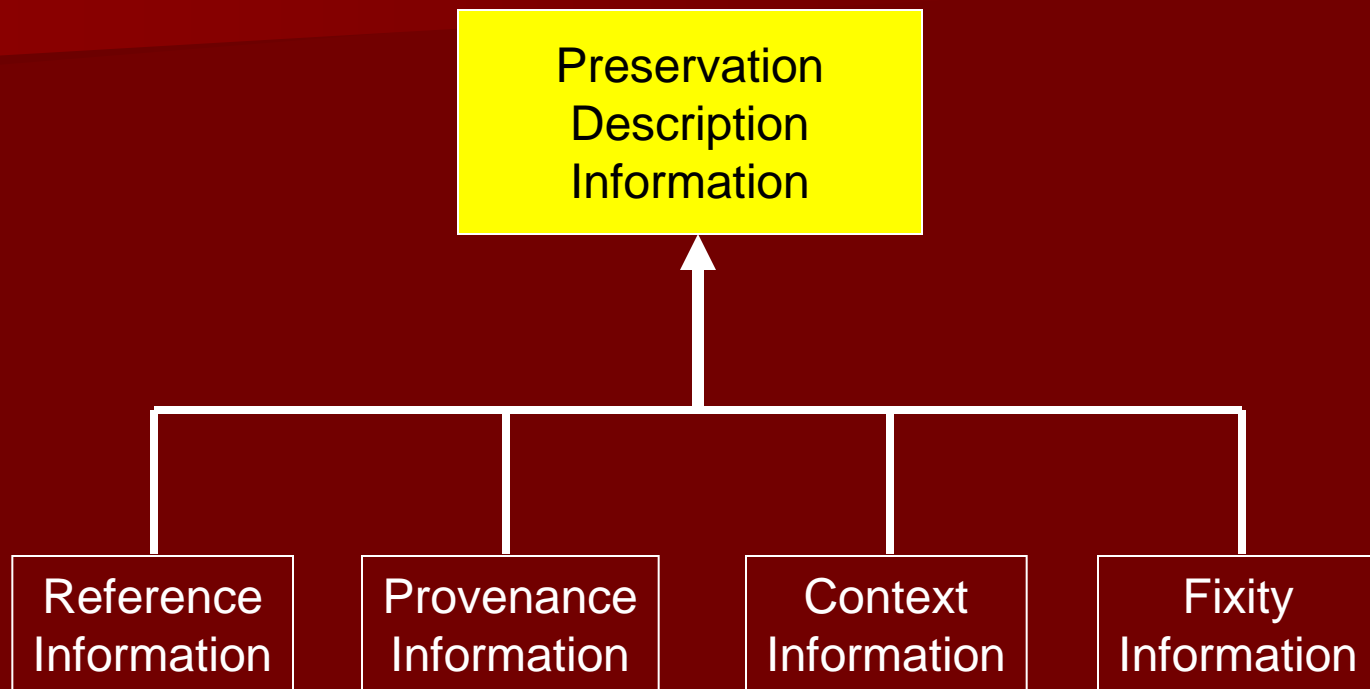 Preservation
Description
Information
Reference
Information
Provenance
Information
Context
Information
Fixity
Information